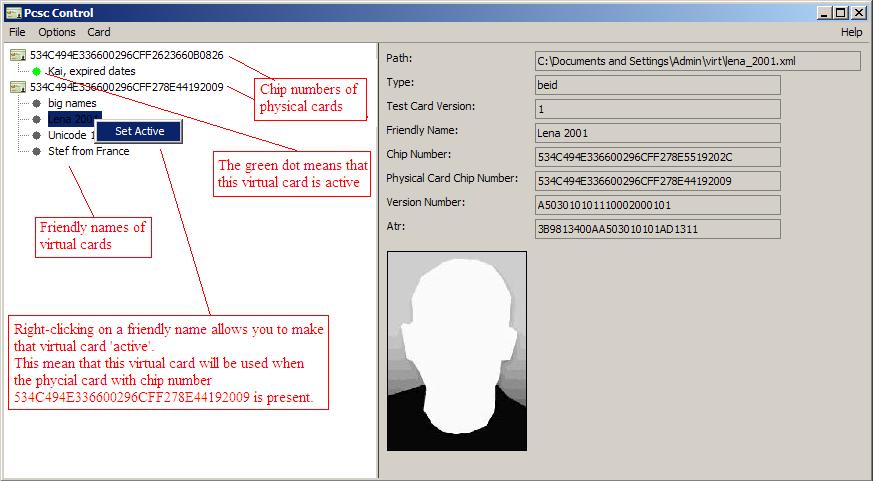 Pcsc Control
File Options Card Help
534C494E336600296CFF2623660B0826
Kai, expired dates
534C494E336600296CFF278E44192009
big names
Lena 2001
Set Active
Unicode 1
Stef from France
Chip numbers of
physical cards
The green dot means that
this virtual card is active
Friendly names of
virtual cards
Right-clicking on a friendly name allows you to make
that virtual card 'active'.
This mean that this virtual card will be used when
the phycial card with chip number
534C494E336600296CFF278E44192009 is present.
Path: C:\Documents and Settings\Admin\virt\lena_2001.xml
Type: beid
Test Card Version: 1
Friendly Name: Lena 2001
Chip Number: 534C494E336600296CFF278E5519202C
Physical Card Chip Number: 534C494E336600296CFF278E44192009
Version Number: A503010101110002000101
Atr: 3B9813400AA503010101AD1311